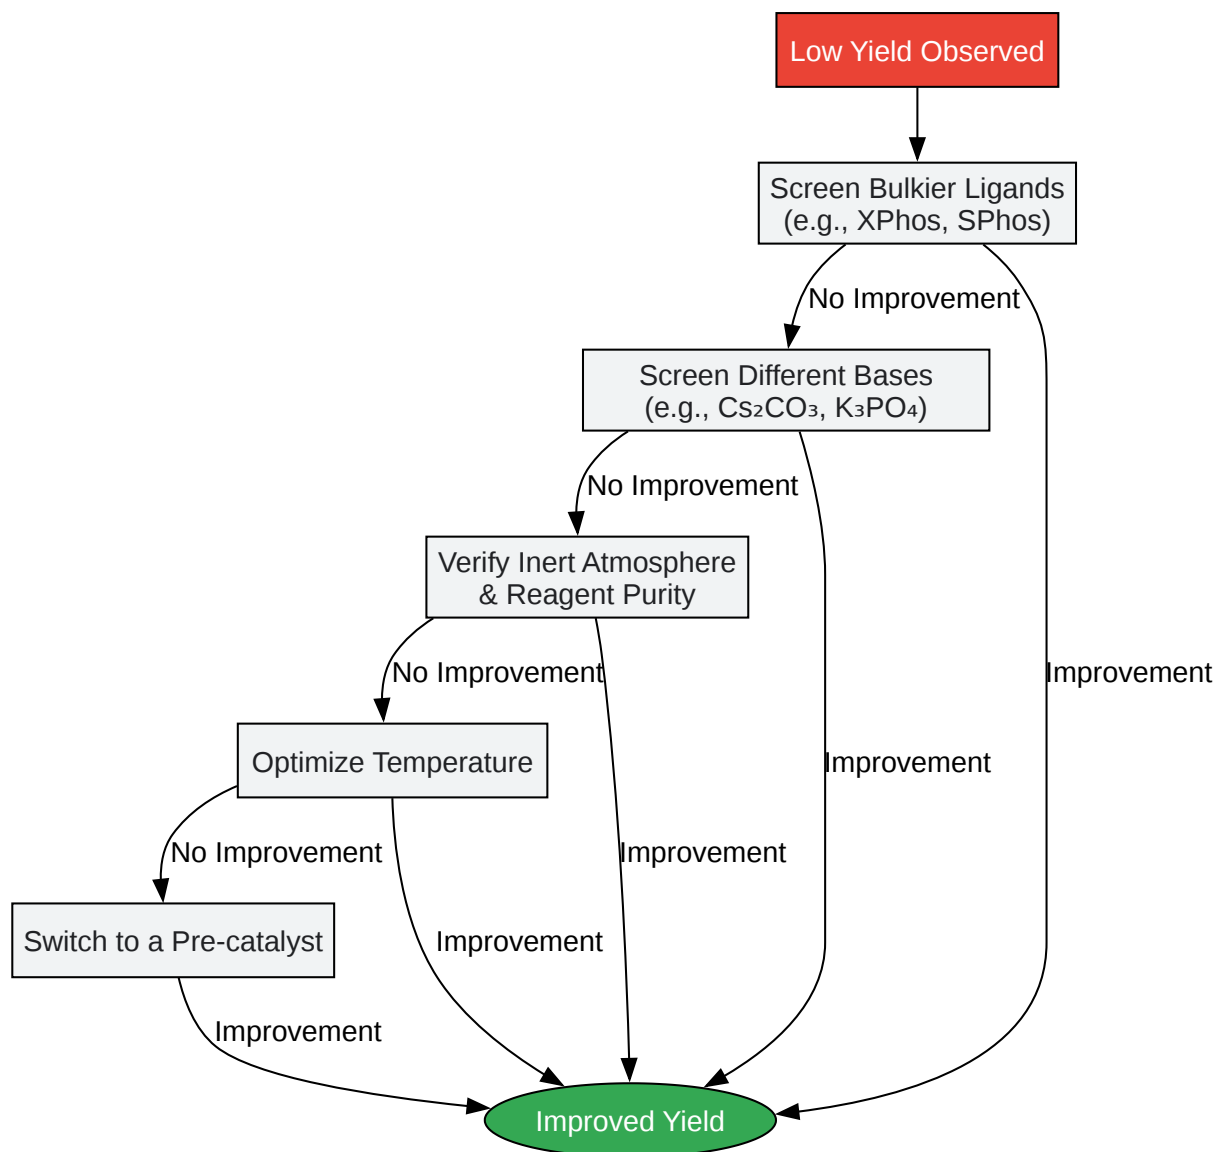 Low Yield Observed
Screen Bulkier Ligands
(e.g., XPhos, SPhos)
No Improvement
Screen Different Bases
(e.g., Cs₂CO₃, K₃PO₄)
No Improvement
Verify Inert Atmosphere
& Reagent Purity
No Improvement
Improvement
Optimize Temperature
Improvement
No Improvement
Improvement
Switch to a Pre-catalyst
Improvement
Improvement
Improved Yield